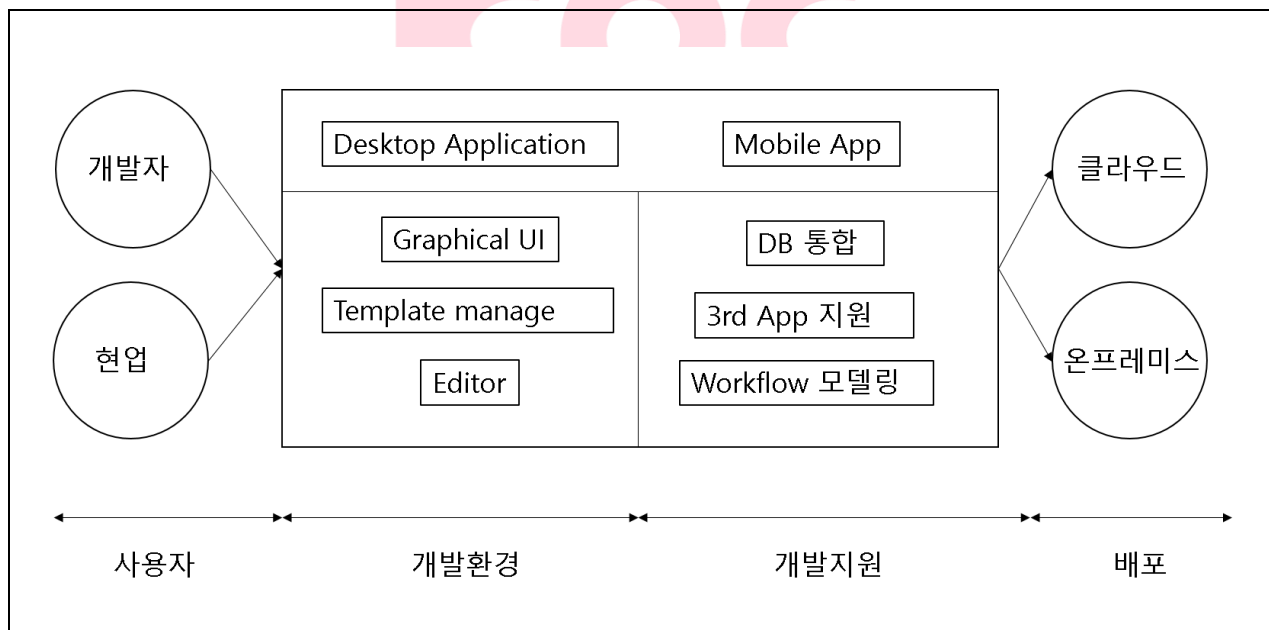 개발자
현업
Desktop Application
Mobile App
Graphical UI
Template manage
Editor
DB 통합
3rd App 지원
Workflow 모델링
클라우드
온프레미스
사용자
개발환경
개발지원
배포